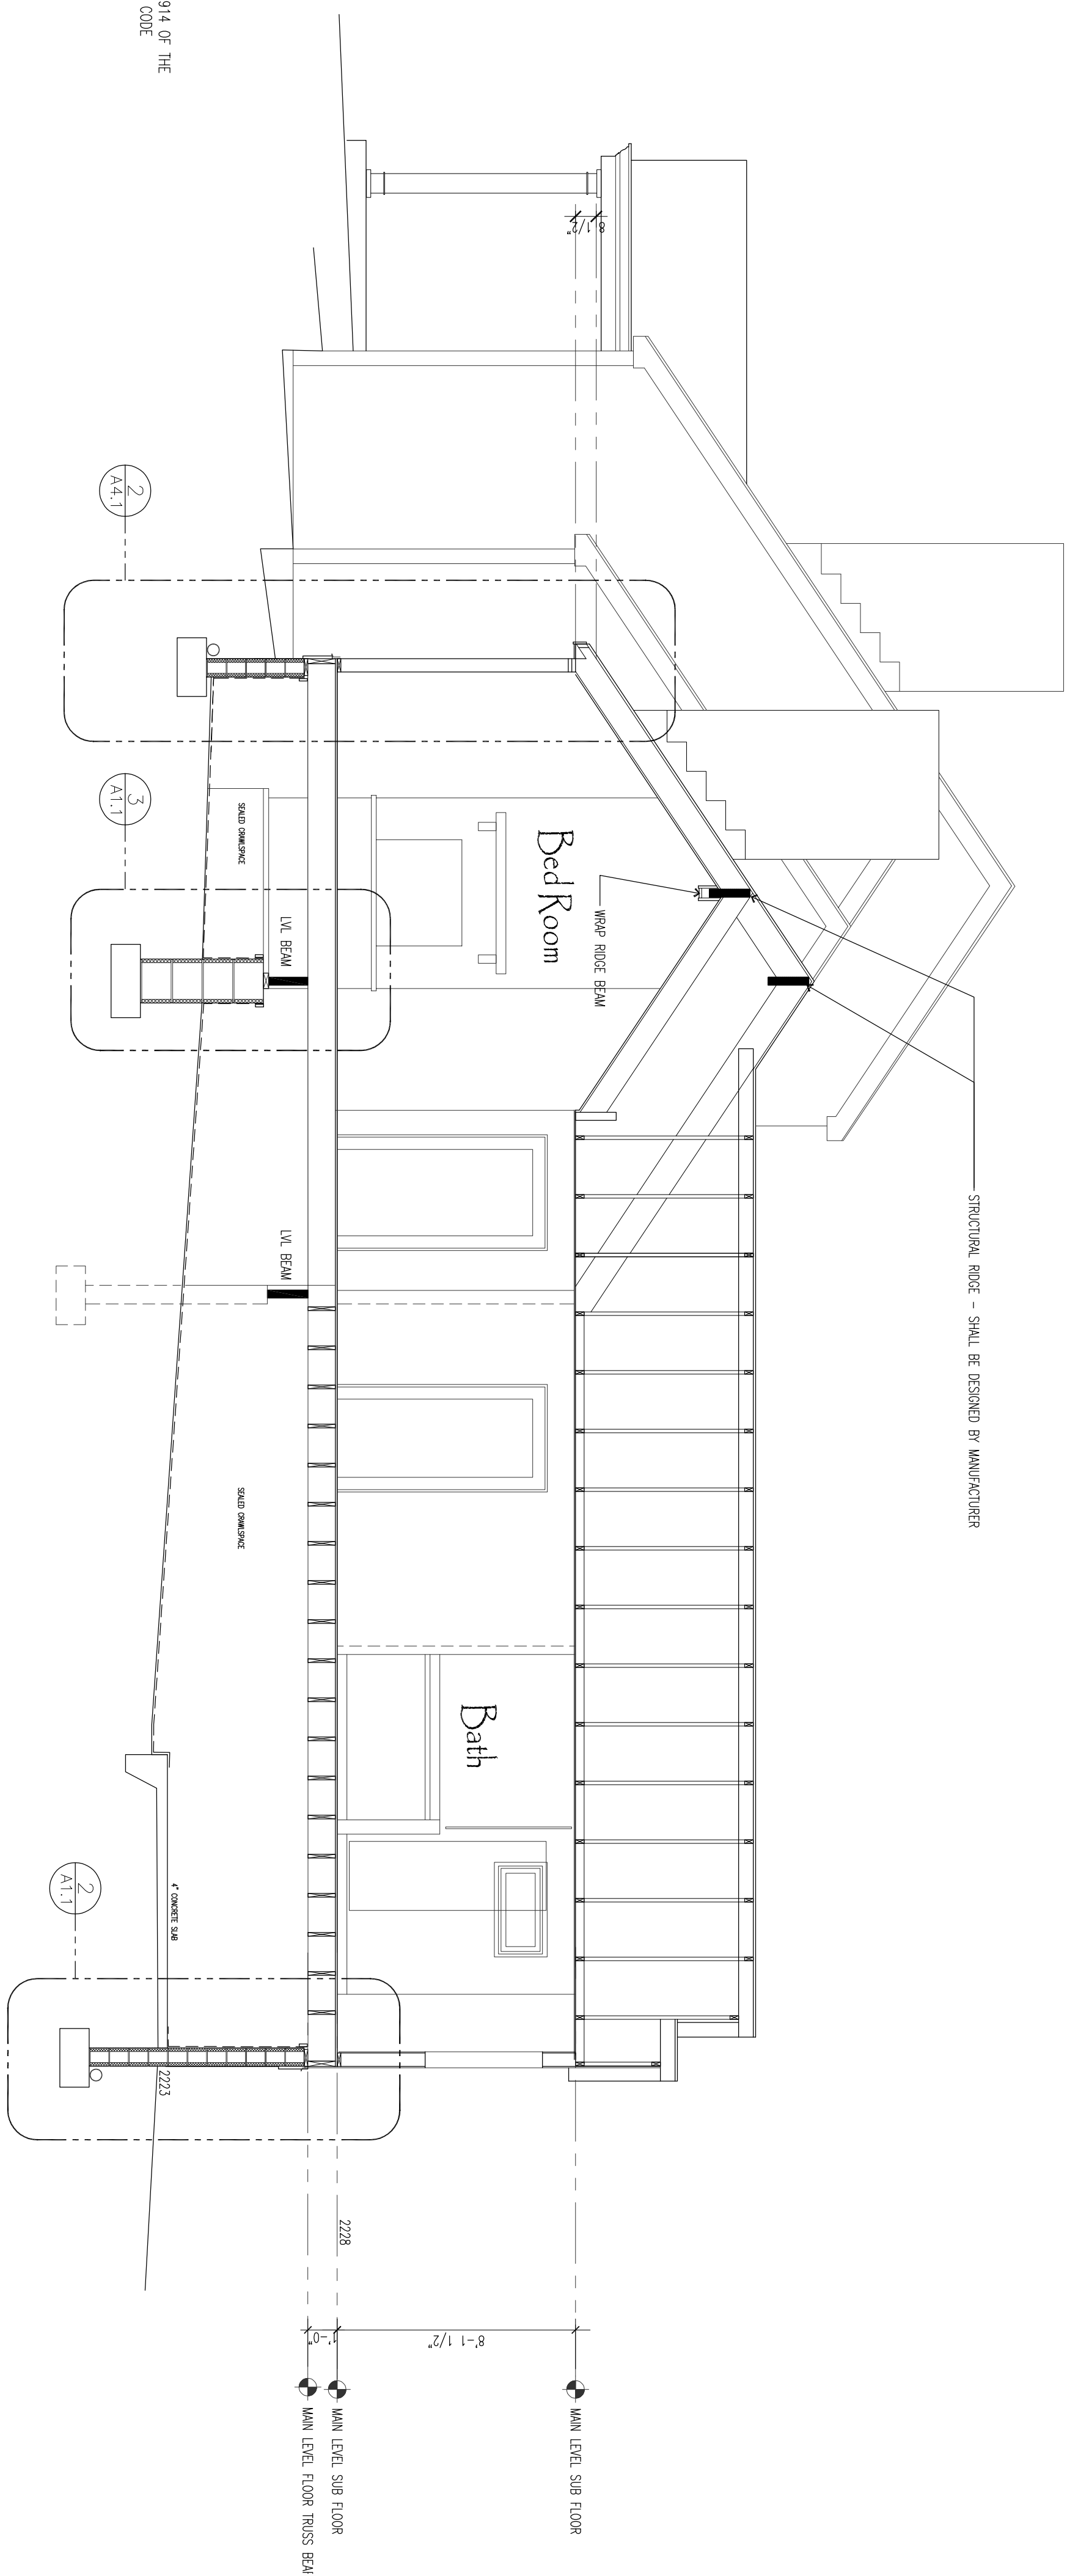 914 OF THE
CODE
8 1/2"
2
A4.1
3
A1.1
SEALED CRAWLSPACE
LVL BEAM
Bed Room
WRAP RIDGE BEAM
STRUCTURAL RIDGE - SHALL BE DESIGNED BY MANUFACTURER
LVL BEAM
SEALED CRAWLSPACE
Bath
4" CONCRETE SLAB
2
A1.1
2223
2228
8'-1 1/2"
1'-0"
MAIN LEVEL SUB FLOOR
MAIN LEVEL SUB FLOOR
MAIN LEVEL FLOOR TRUSS BEAR